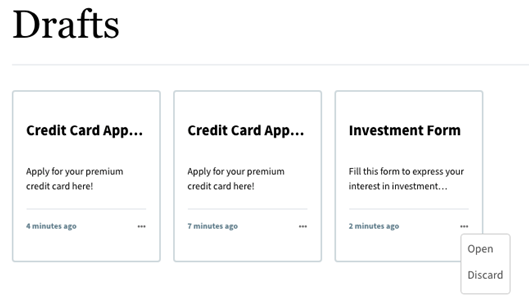 Drafts
Credit Card App...
Apply for your premium
credit card here!
4 minutes ago
Credit Card App...
Apply for your premium
credit card here!
7 minutes ago
Investment Form
Fill this form to express your
interest in investment...
2 minutes ago
Open
Discard